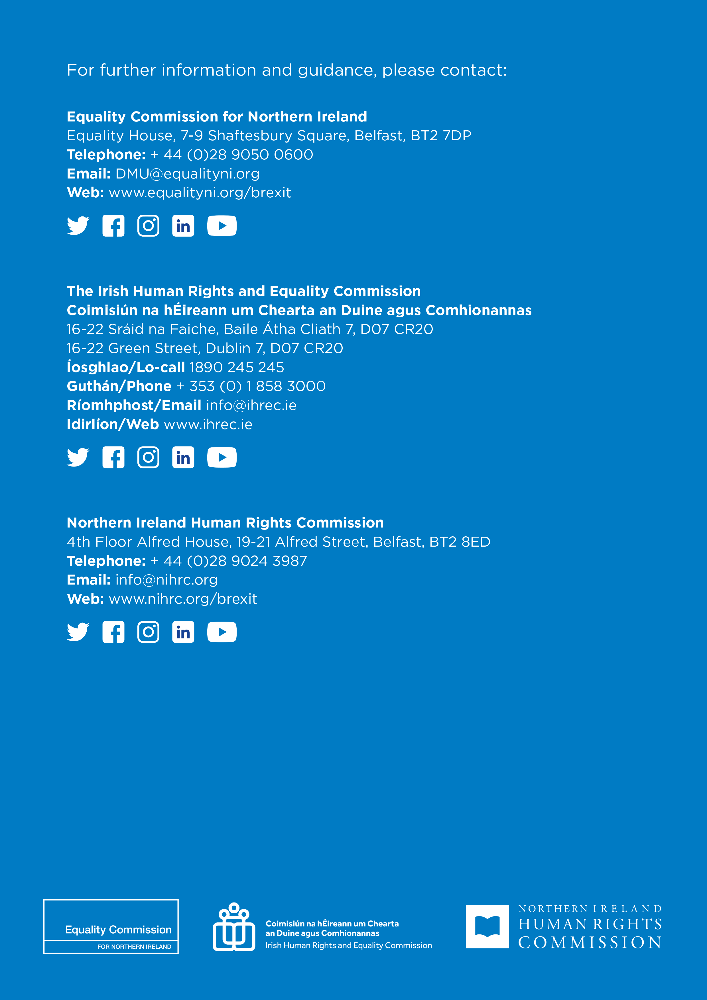 For further information and guidance, please contact:
Equality Commission for Northern Ireland
Equality House, 7-9 Shaftesbury Square, Belfast, BT2 7DP
Telephone: + 44 (0)28 9050 0600
Email: DMU@equalityni.org
Web: www.equalityni.org/brexit
The Irish Human Rights and Equality Commission
Coimisiún na hÉireann um Chearta an Duine agus Comhionannas
16-22 Sráid na Faiche, Baile Átha Cliath 7, D07 CR20
16-22 Green Street, Dublin 7, D07 CR20
Íosghlao/Lo-call 1890 245 245
Guthán/Phone + 353 (0) 1 858 3000
Ríomhphost/Email info@ihrec.ie
Idirlíon/Web www.ihrec.ie
Northern Ireland Human Rights Commission
4th Floor Alfred House, 19-21 Alfred Street, Belfast, BT2 8ED
Telephone: + 44 (0)28 9024 3987
Email: info@nihrc.org
Web: www.nihrc.org/brexit
Equality Commission
FOR NORTHERN IRELAND
Coimisiún na hÉireann um Chearta
an Duine agus Comhionannas
Irish Human Rights and Equality Commission
NORTHERN IRELAND
HUMAN RIGHTS
COMMISSION